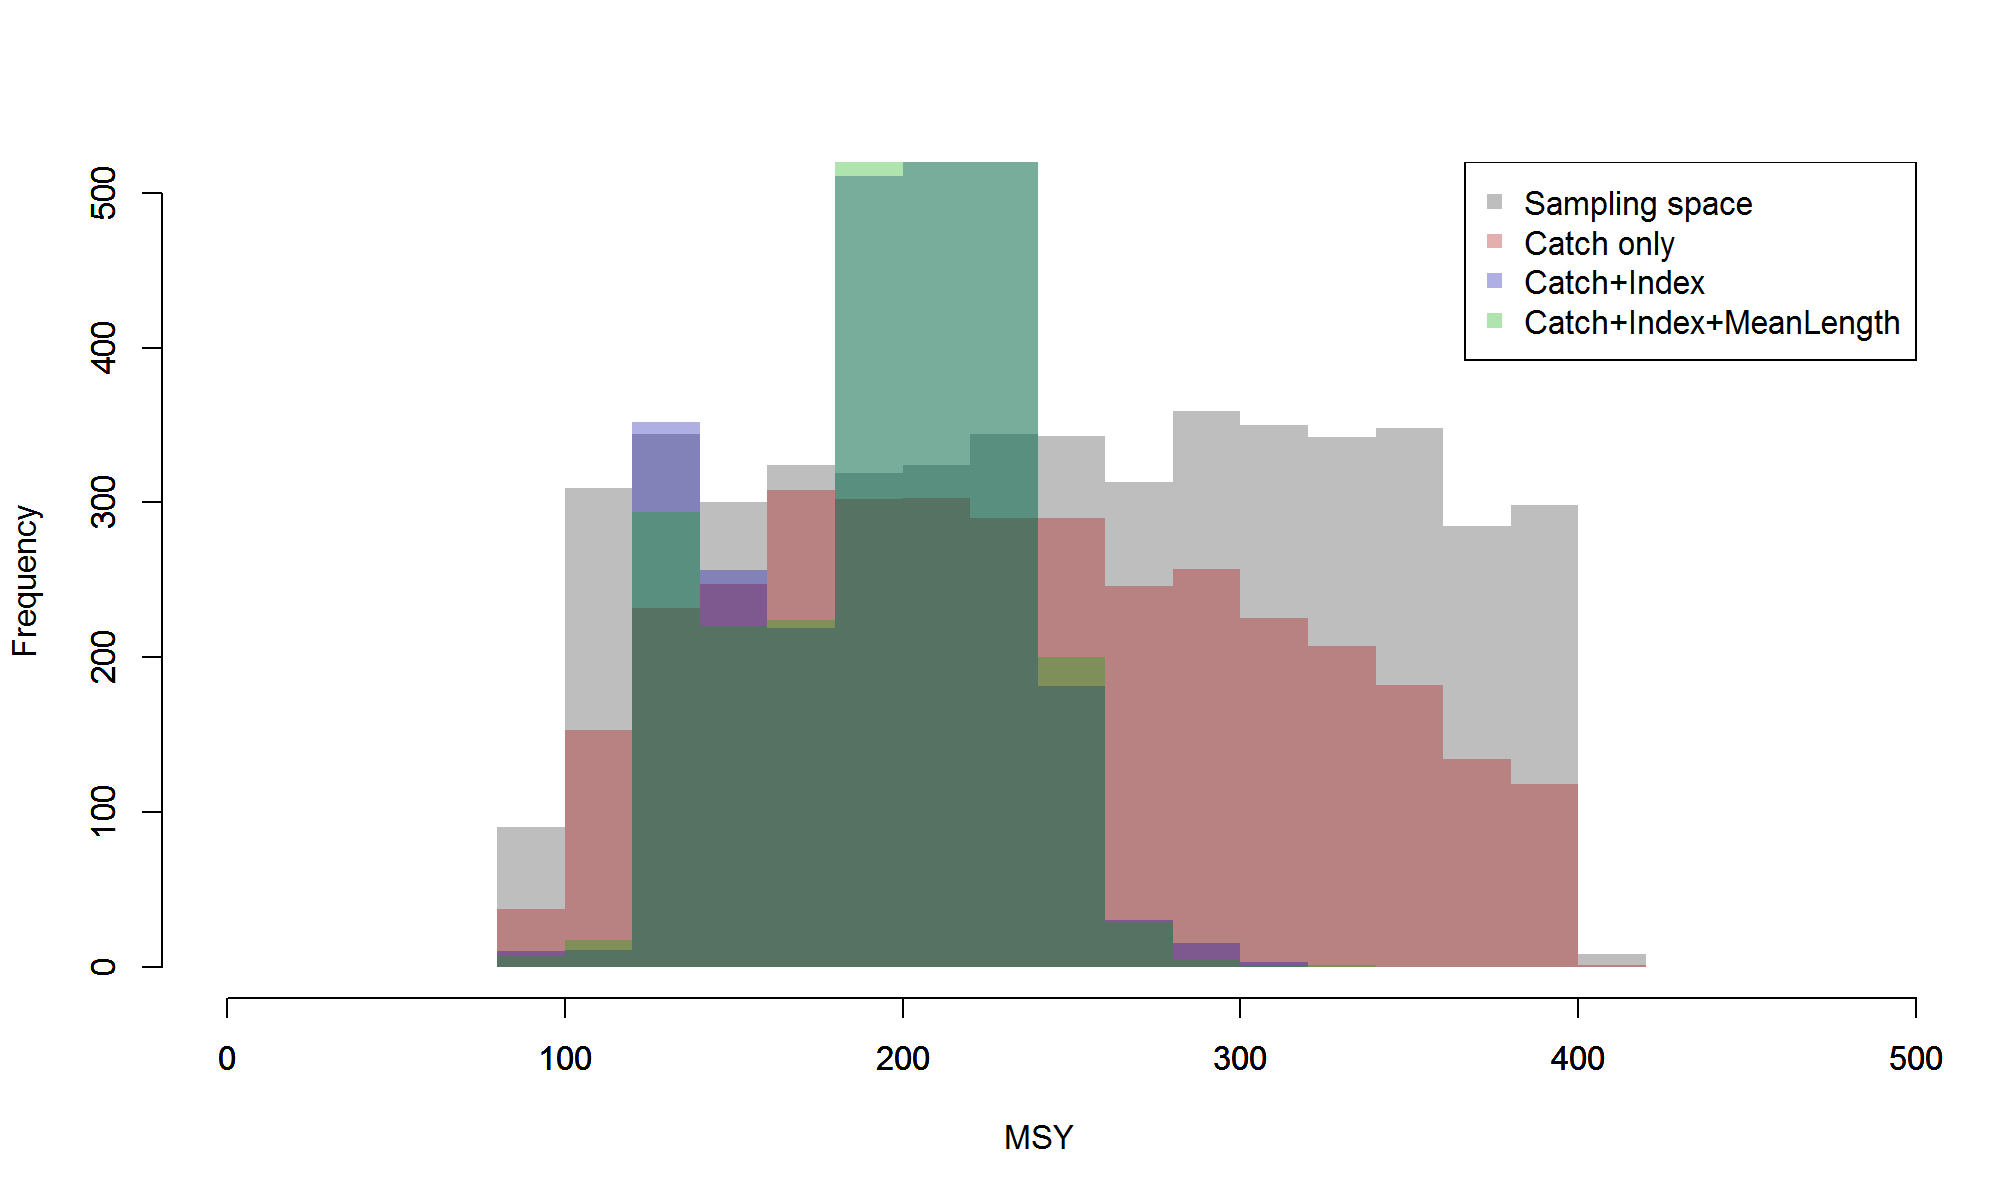 Sampling space
Catch only
Catch+Index
Catch+Index+MeanLength
Frequency
500
400
300
200
100
0
0 100 200 300 400 500
MSY